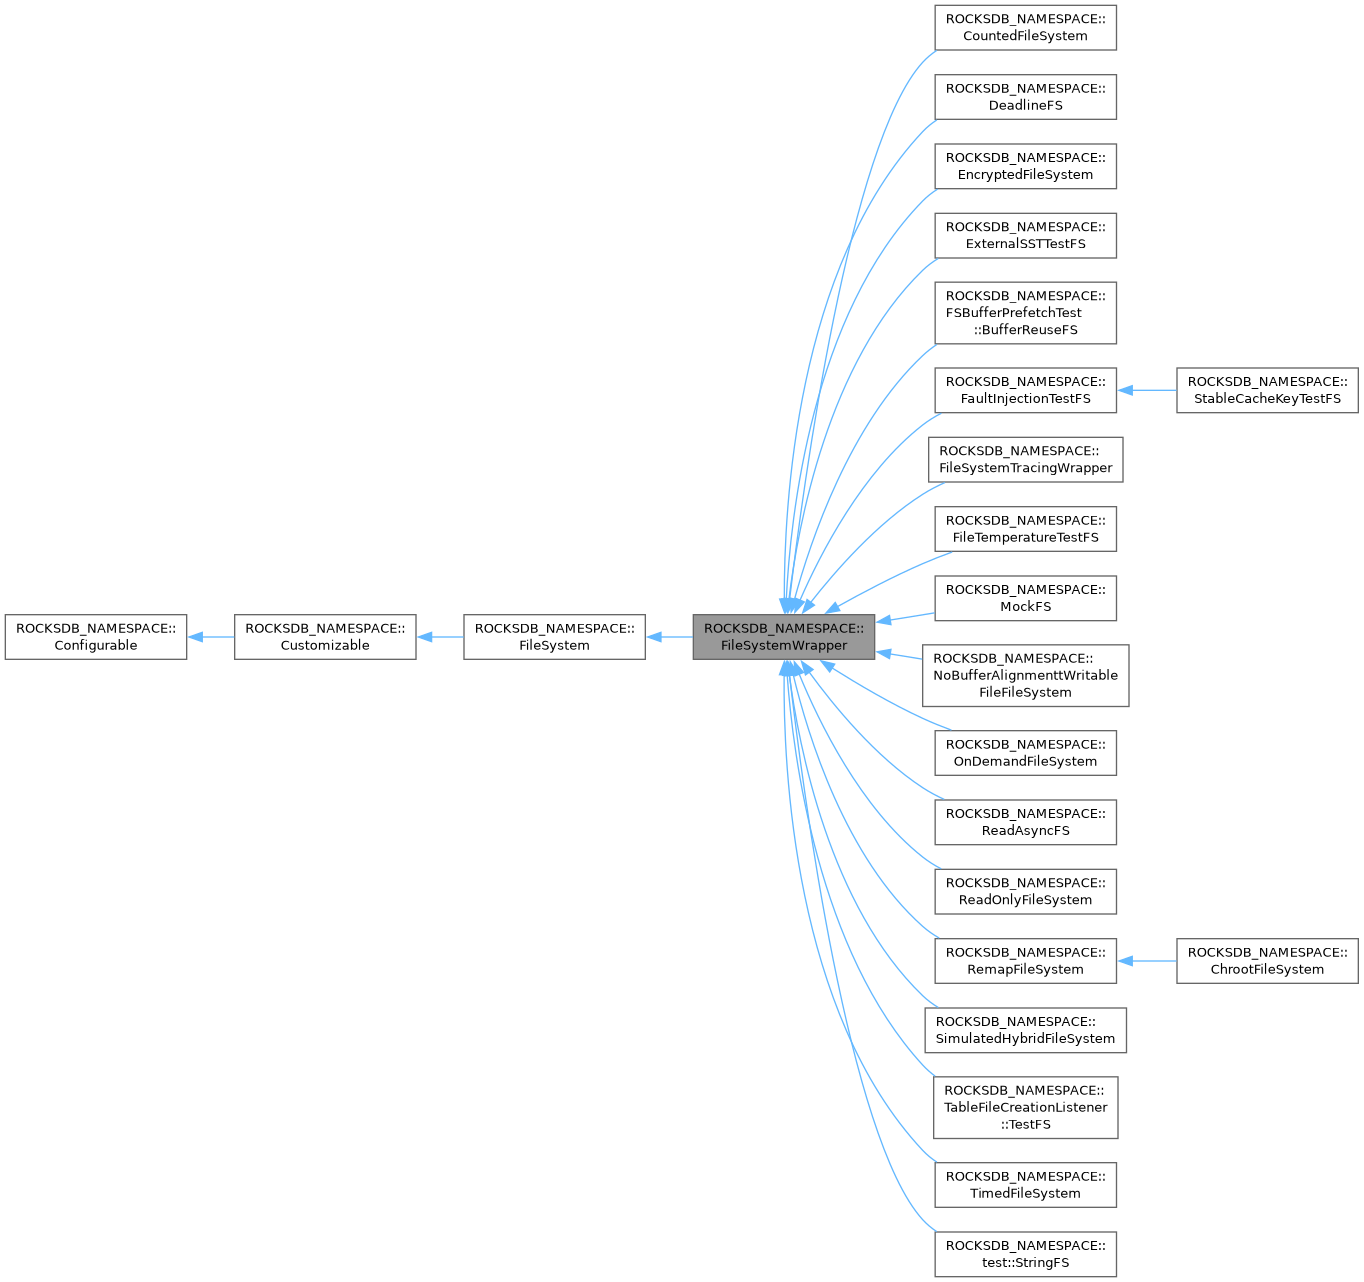 ROCKSDB_NAMESPACE::
Configurable
ROCKSDB_NAMESPACE::
Customizable
ROCKSDB_NAMESPACE::
FileSystem
ROCKSDB_NAMESPACE::
FileSystemWrapper
ROCKSDB_NAMESPACE::
CountedFileSystem
ROCKSDB_NAMESPACE::
DeadlineFS
ROCKSDB_NAMESPACE::
EncryptedFileSystem
ROCKSDB_NAMESPACE::
ExternalSSTTestFS
ROCKSDB_NAMESPACE::
FSBufferPrefetchTest
::BufferReuseFS
ROCKSDB_NAMESPACE::
FaultInjectionTestFS
ROCKSDB_NAMESPACE::
StableCacheKeyTestFS
ROCKSDB_NAMESPACE::
FileSystemTracingWrapper
ROCKSDB_NAMESPACE::
FileTemperatureTestFS
ROCKSDB_NAMESPACE::
MockFS
ROCKSDB_NAMESPACE::
NoBufferAlignmenttWritable
FileFileSystem
ROCKSDB_NAMESPACE::
OnDemandFileSystem
ROCKSDB_NAMESPACE::
ReadAsyncFS
ROCKSDB_NAMESPACE::
ReadOnlyFileSystem
ROCKSDB_NAMESPACE::
RemapFileSystem
ROCKSDB_NAMESPACE::
ChrootFileSystem
ROCKSDB_NAMESPACE::
SimulatedHybridFileSystem
ROCKSDB_NAMESPACE::
TableFileCreationListener
::TestFS
ROCKSDB_NAMESPACE::
TimedFileSystem
ROCKSDB_NAMESPACE::
test::StringFS